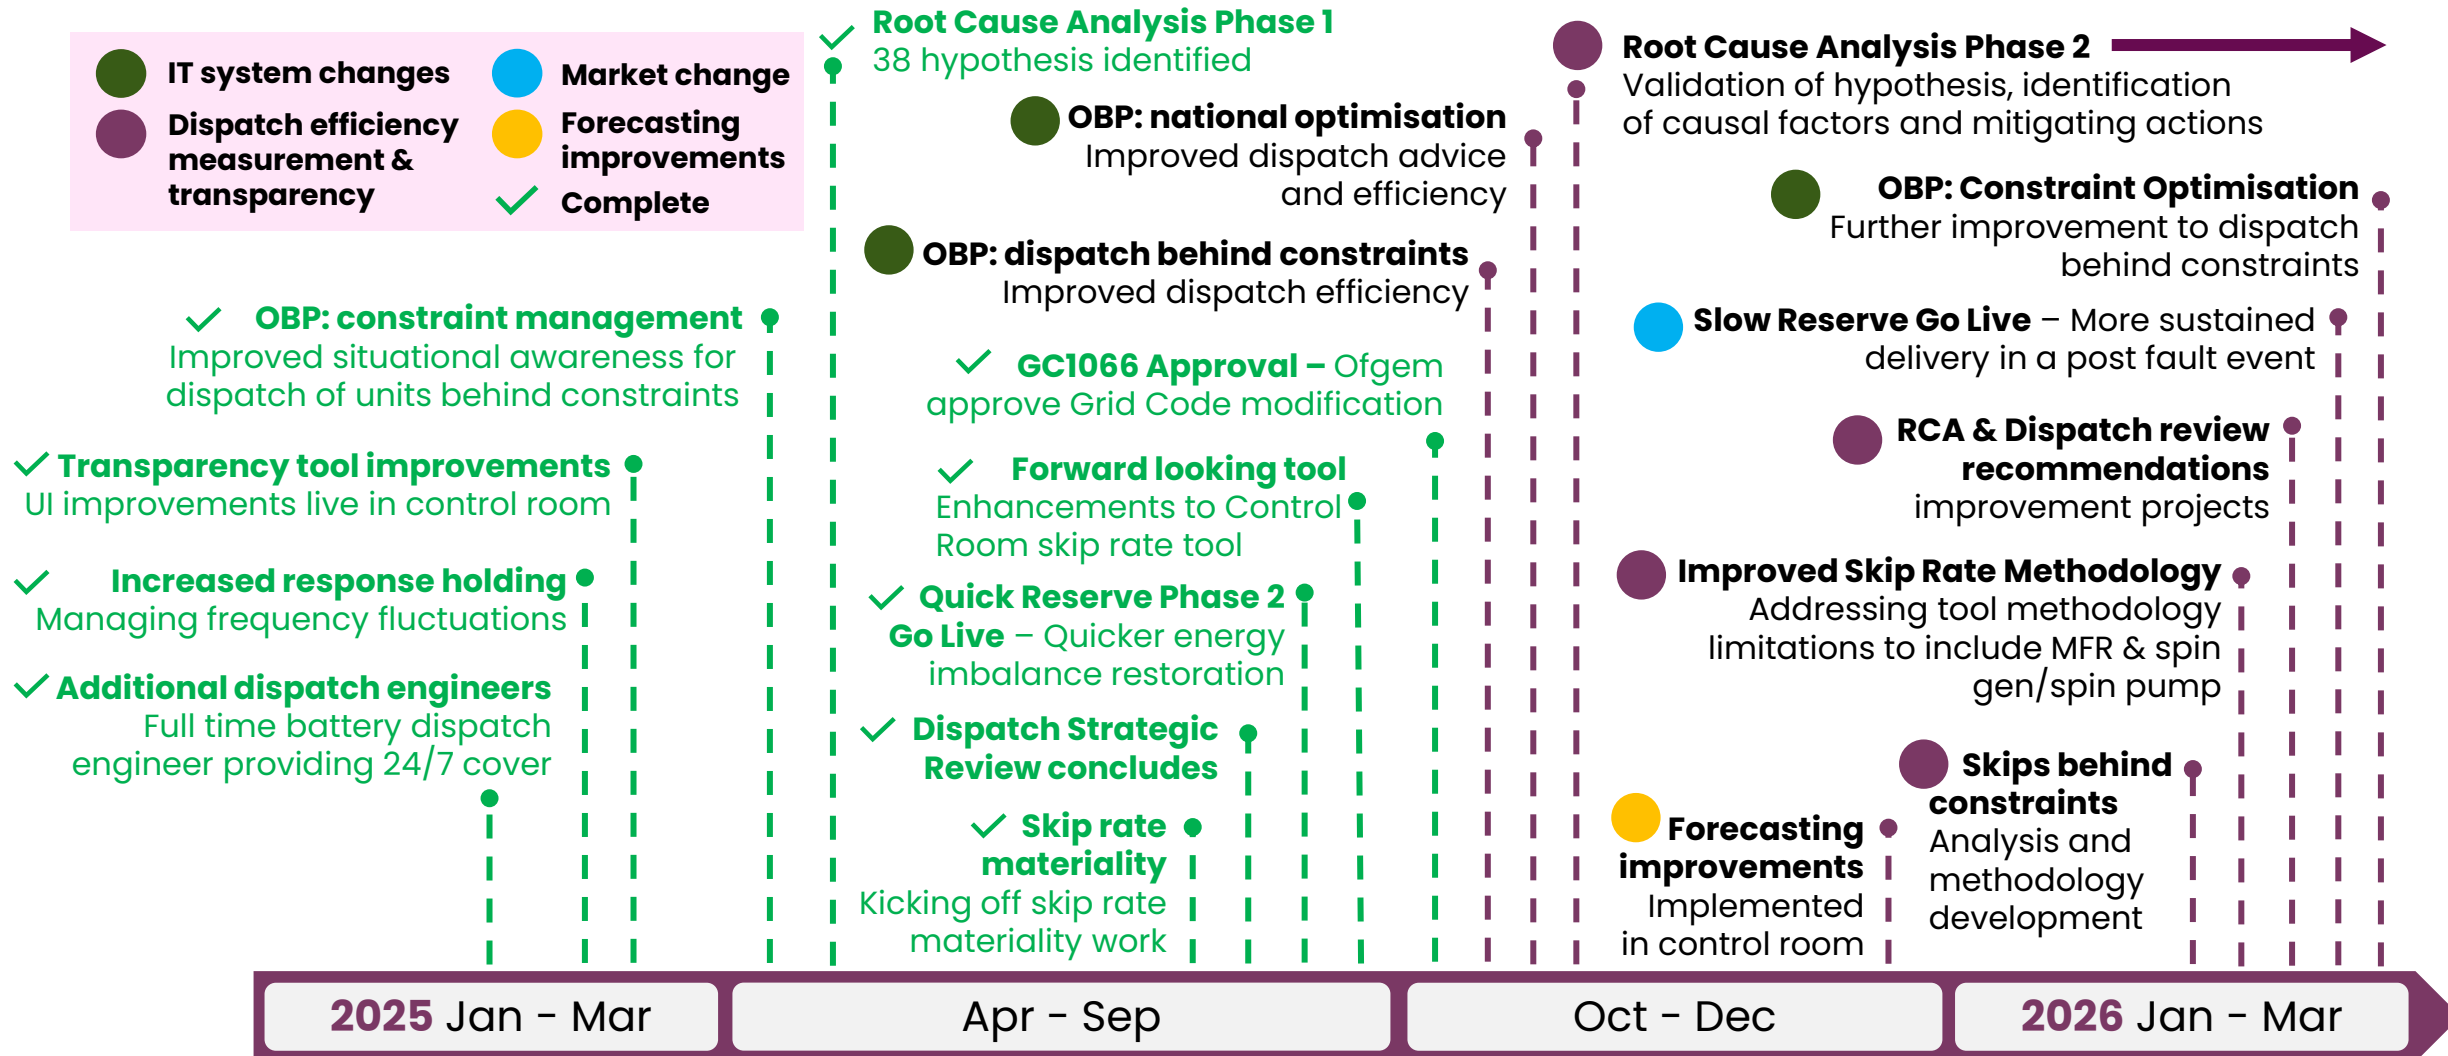 IT system changes
Dispatch efficiency
measurement &
transparency
Market change
Forecasting
improvements
Complete
OBP: constraint management
Improved situational awareness for
dispatch of units behind constraints
Transparency tool improvements
UI improvements live in control room
Increased response holding
Managing frequency fluctuations
Additional dispatch engineers
Full time battery dispatch
engineer providing 24/7 cover
Root Cause Analysis Phase 1
38 hypothesis identified
OBP: national optimisation
Improved dispatch advice
and efficiency
OBP: dispatch behind constraints
Improved dispatch efficiency
GC1066 Approval – Ofgem
approve Grid Code modification
Forward looking tool
Enhancements to Control
Room skip rate tool
Quick Reserve Phase 2
Go Live – Quicker energy
imbalance restoration
Dispatch Strategic
Review concludes
Skip rate
materiality
Kicking off skip rate
materiality work
Root Cause Analysis Phase 2
Validation of hypothesis, identification
of causal factors and mitigating actions
OBP: Constraint Optimisation
Further improvement to dispatch
behind constraints
Slow Reserve Go Live – More sustained
delivery in a post fault event
RCA & Dispatch review
recommendations
improvement projects
Improved Skip Rate Methodology
Addressing tool methodology
limitations to include MFR & spin
gen/spin pump
Skips behind
constraints
Analysis and
methodology
development
Forecasting
improvements
Implemented
in control room
2025 Jan - Mar
Apr - Sep
Oct - Dec
2026 Jan - Mar